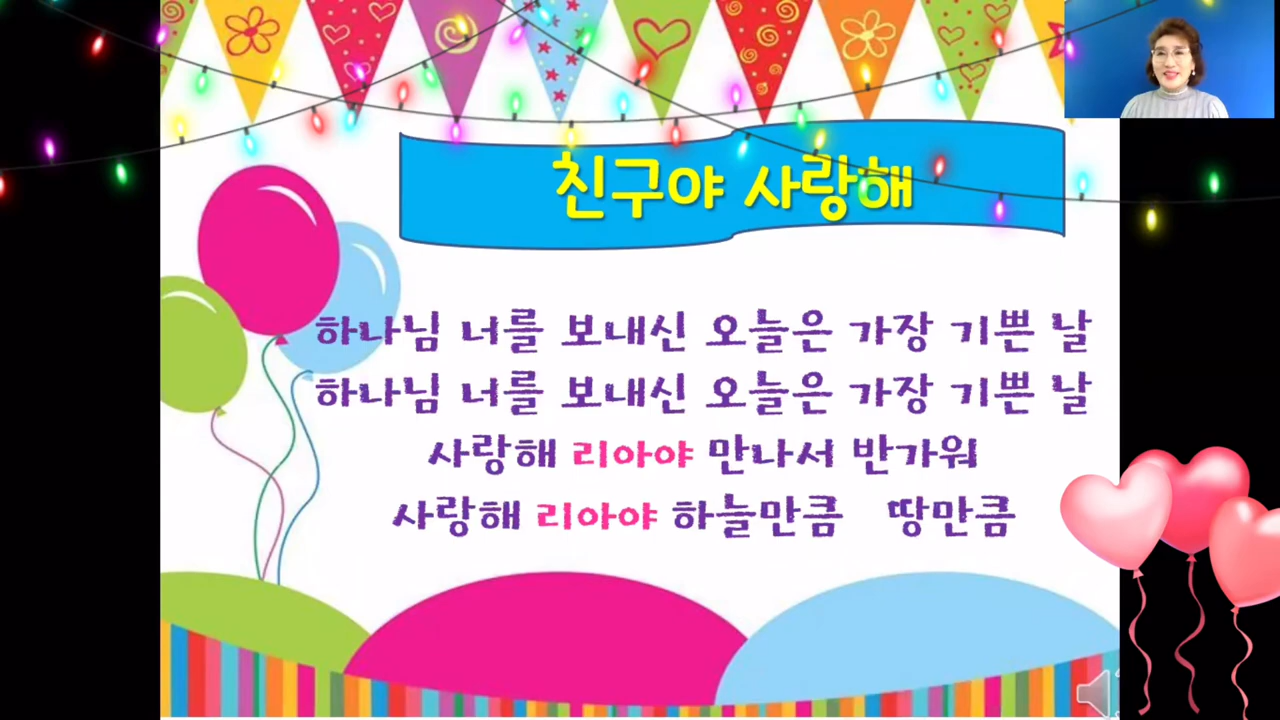 친구야 사랑해
하나님 너를 보내신 오늘은 가장 기쁜 날
하나님 너를 보내신 오늘은 가장 기쁜 날
사랑해 리아야 만나서 반가워
사랑해 리아야 하늘만큼 땅만큼